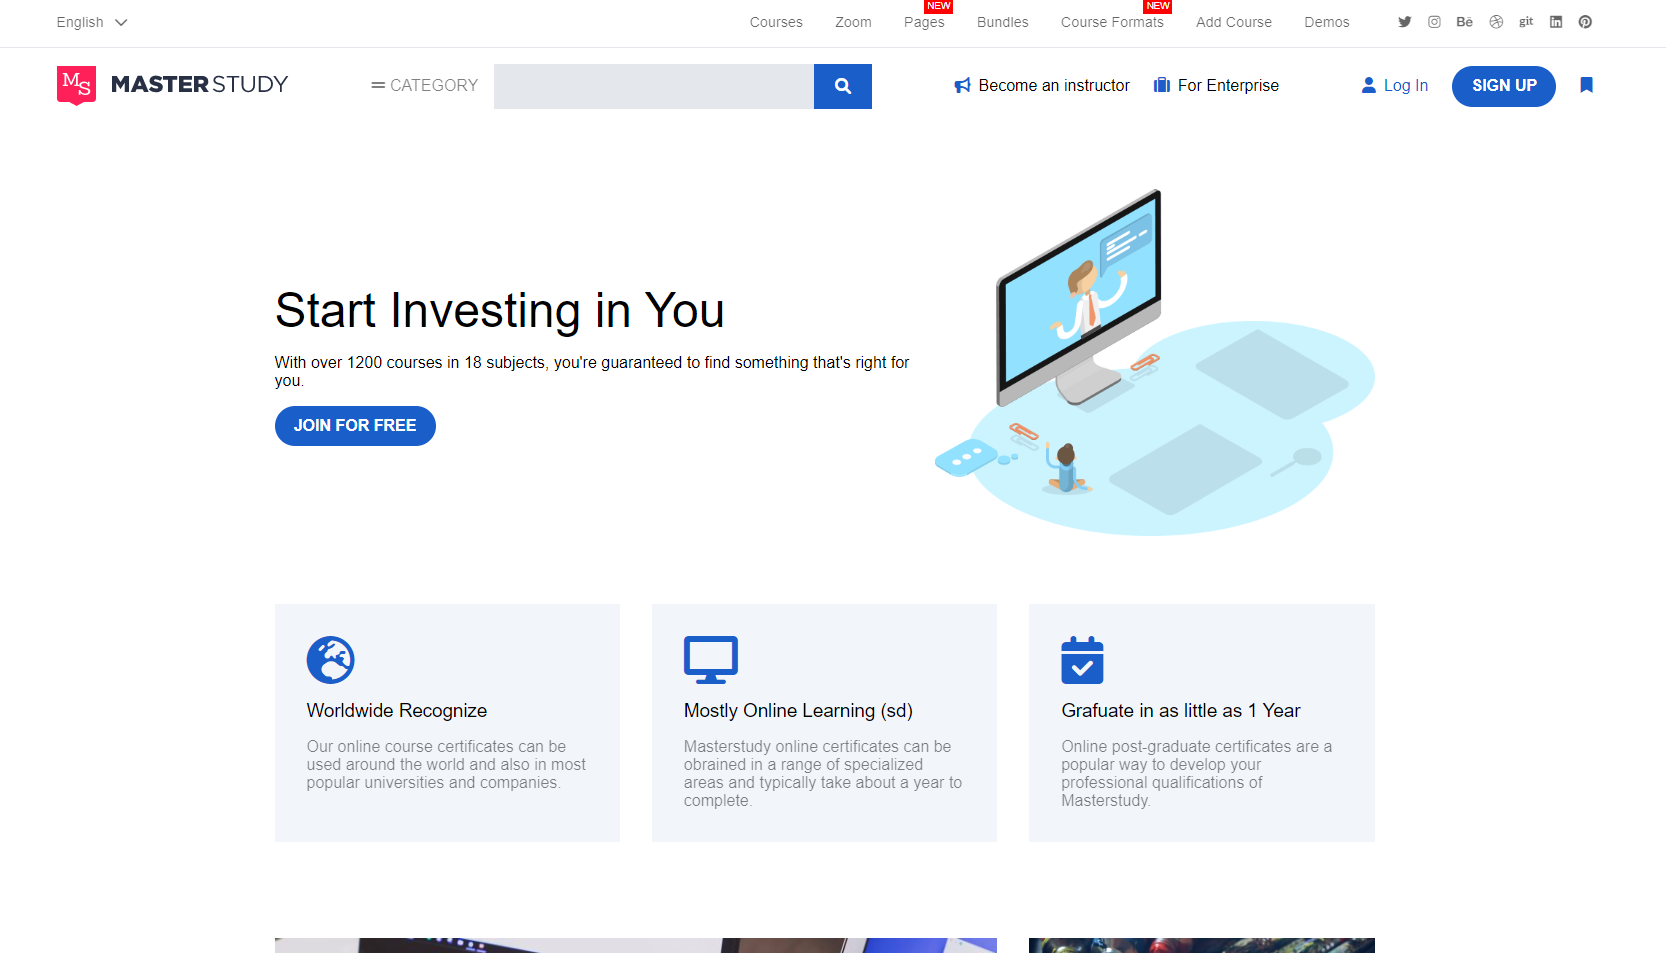 English
Courses
Zoom
NEW
Pages
Bundles
NEW
Course Formats
Add Course
Demos
Bē
git
in
MS
MASTERSTUDY
CATEGORY
Become an instructor
For Enterprise
Log In
SIGN UP
Start Investing in You
With over 1200 courses in 18 subjects, you're guaranteed to find something that's right for
you.
JOIN FOR FREE
Worldwide Recognize
Our online course certificates can be
used around the world and also in most
popular universities and companies.
Mostly Online Learning (sd)
Masterstudy online certificates can be
obrained in a range of specialized
areas and typically take about a year to
complete.
Grafuate in as little as 1 Year
Online post-graduate certificates are a
popular way to develop your
professional qualifications of
Masterstudy.